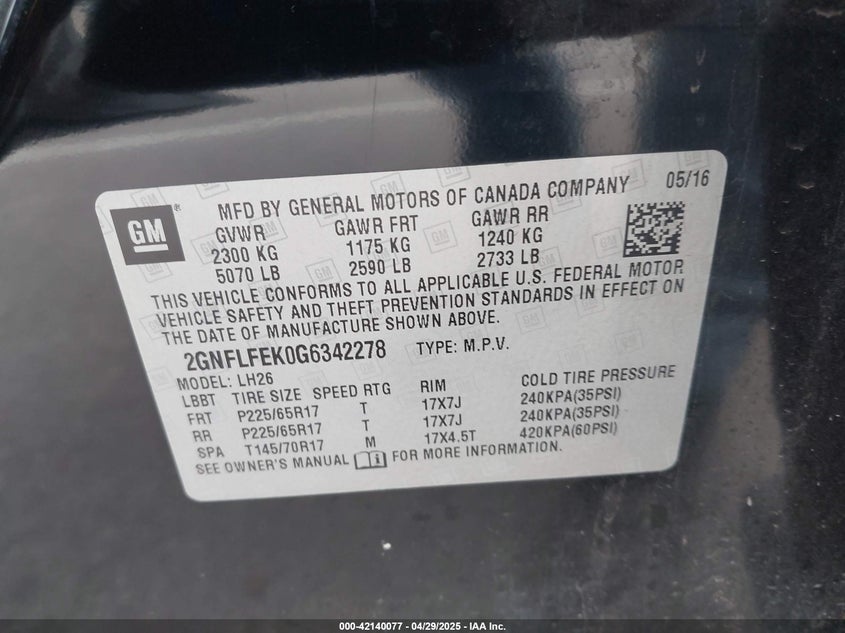 GM ®
MFD BY GENERAL MOTORS OF CANADA COMPANY 05/16
GVWR GAWR FRT GAWR RR
2300 KG 1175 KG 1240 KG
5070 LB 2590 LB 2733 LB
THIS VEHICLE CONFORMS TO ALL APPLICABLE U.S. FEDERAL MOTOR
VEHICLE SAFETY AND THEFT PREVENTION STANDARDS IN EFFECT ON
THE DATE OF MANUFACTURE SHOWN ABOVE.
2GNFLFEK0G6342278 TYPE: M.P.V.
MODEL: LH26
LBBT TIRE SIZE SPEED RTG RIM COLD TIRE PRESSURE
FRT P225/65R17 T 17X7J 240KPA(35PSI)
RR P225/65R17 T 17X7J 240KPA(35PSI)
SPA T145/70R17 M 17X4.5T 420KPA(60PSI)
SEE OWNER'S MANUAL FOR MORE INFORMATION.
000-42140077 - 04/29/2025 - IAA Inc.